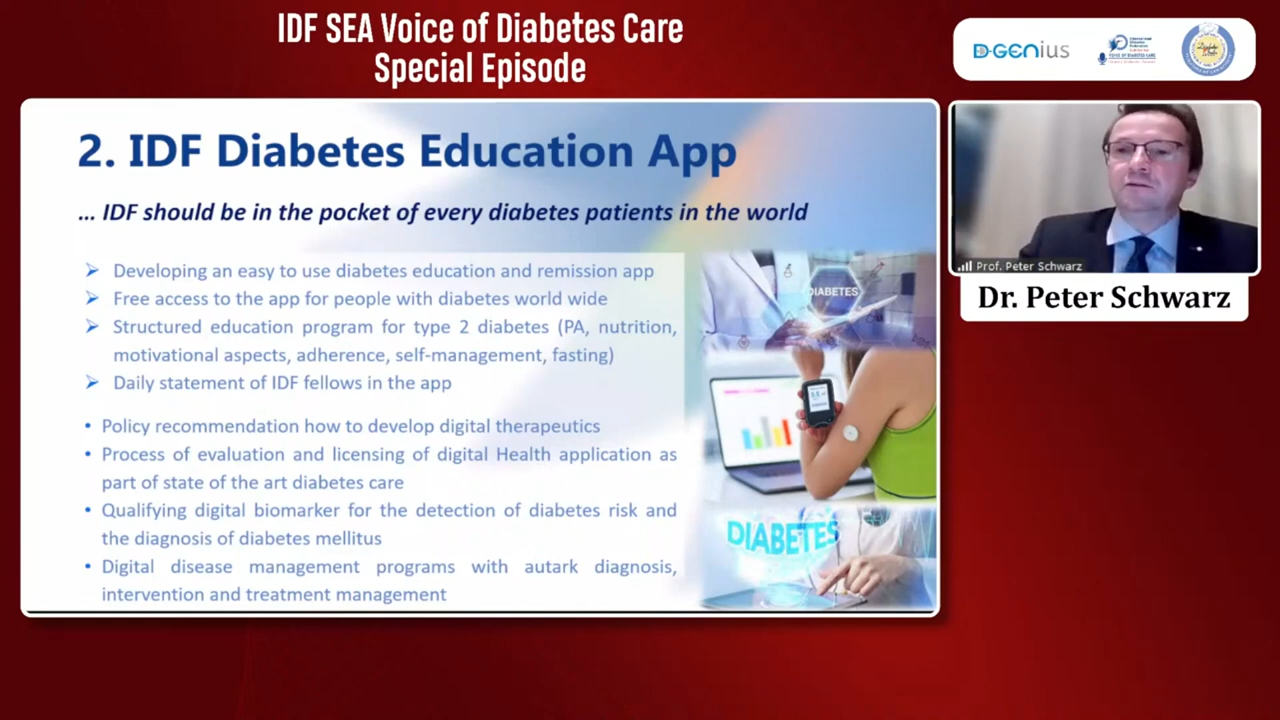 IDF SEA Voice of Diabetes Care
Special Episode
D-GENius
VOICE OF DIABETES CARE
2. IDF Diabetes Education App
... IDF should be in the pocket of every diabetes patients in the world
Developing an easy to use diabetes education and remission app
Free access to the app for people with diabetes world wide
Structured education program for type 2 diabetes (PA, nutrition,
motivational aspects, adherence, self-management, fasting)
Daily statement of IDF fellows in the app
• Policy recommendation how to develop digital therapeutics
• Process of evaluation and licensing of digital Health application as
part of state of the art diabetes care
• Qualifying digital biomarker for the detection of diabetes risk and
the diagnosis of diabetes mellitus
• Digital disease management programs with autark diagnosis,
intervention and treatment management
DIABETES
DIABETES
Prof. Peter Schwarz
Dr. Peter Schwarz